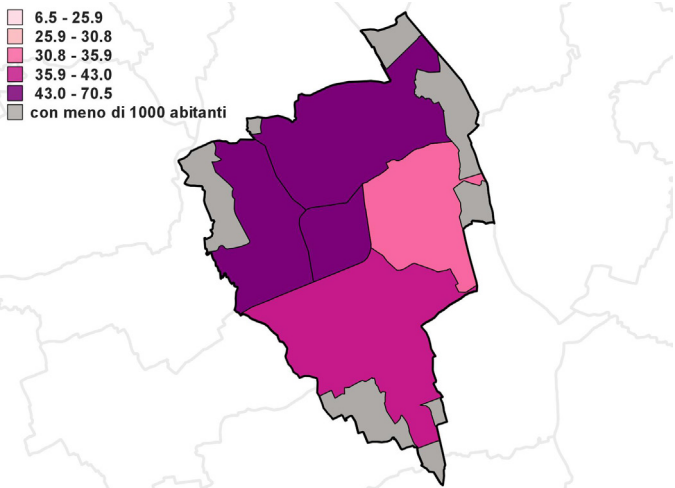 6.5 - 25.9
25.9 - 30.8
30.8 - 35.9
35.9 - 43.0
43.0 - 70.5
con meno di 1000 abitanti